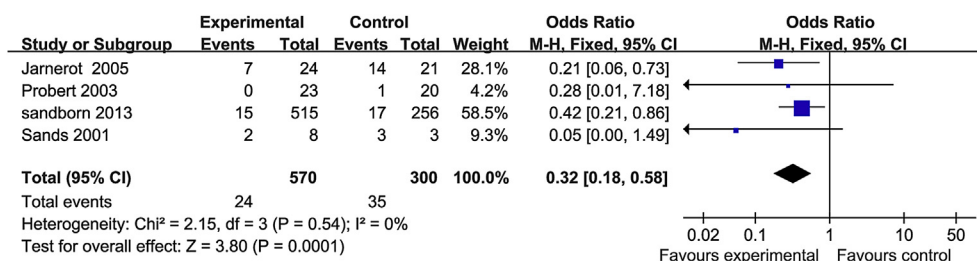 Experimental Control Odds Ratio Odds Ratio
Study or Subgroup Events Total Events Total Weight M-H, Fixed, 95% CI M-H, Fixed, 95% CI
Jarnerot 2005 7 24 14 21 28.1% 0.21 [0.06, 0.73]
Probert 2003 0 23 1 20 4.2% 0.28 [0.01, 7.18]
sandborn 2013 15 515 17 256 58.5% 0.42 [0.21, 0.86]
Sands 2001 2 8 3 3 9.3% 0.05 [0.00, 1.49]
Total (95% CI) 570 300 100.0% 0.32 [0.18, 0.58]
Total events 24 35
Heterogeneity: Chi² = 2.15, df = 3 (P = 0.54); I² = 0%
Test for overall effect: Z = 3.80 (P = 0.0001)
0.02 0.1 1 10 50
Favours experimental Favours control